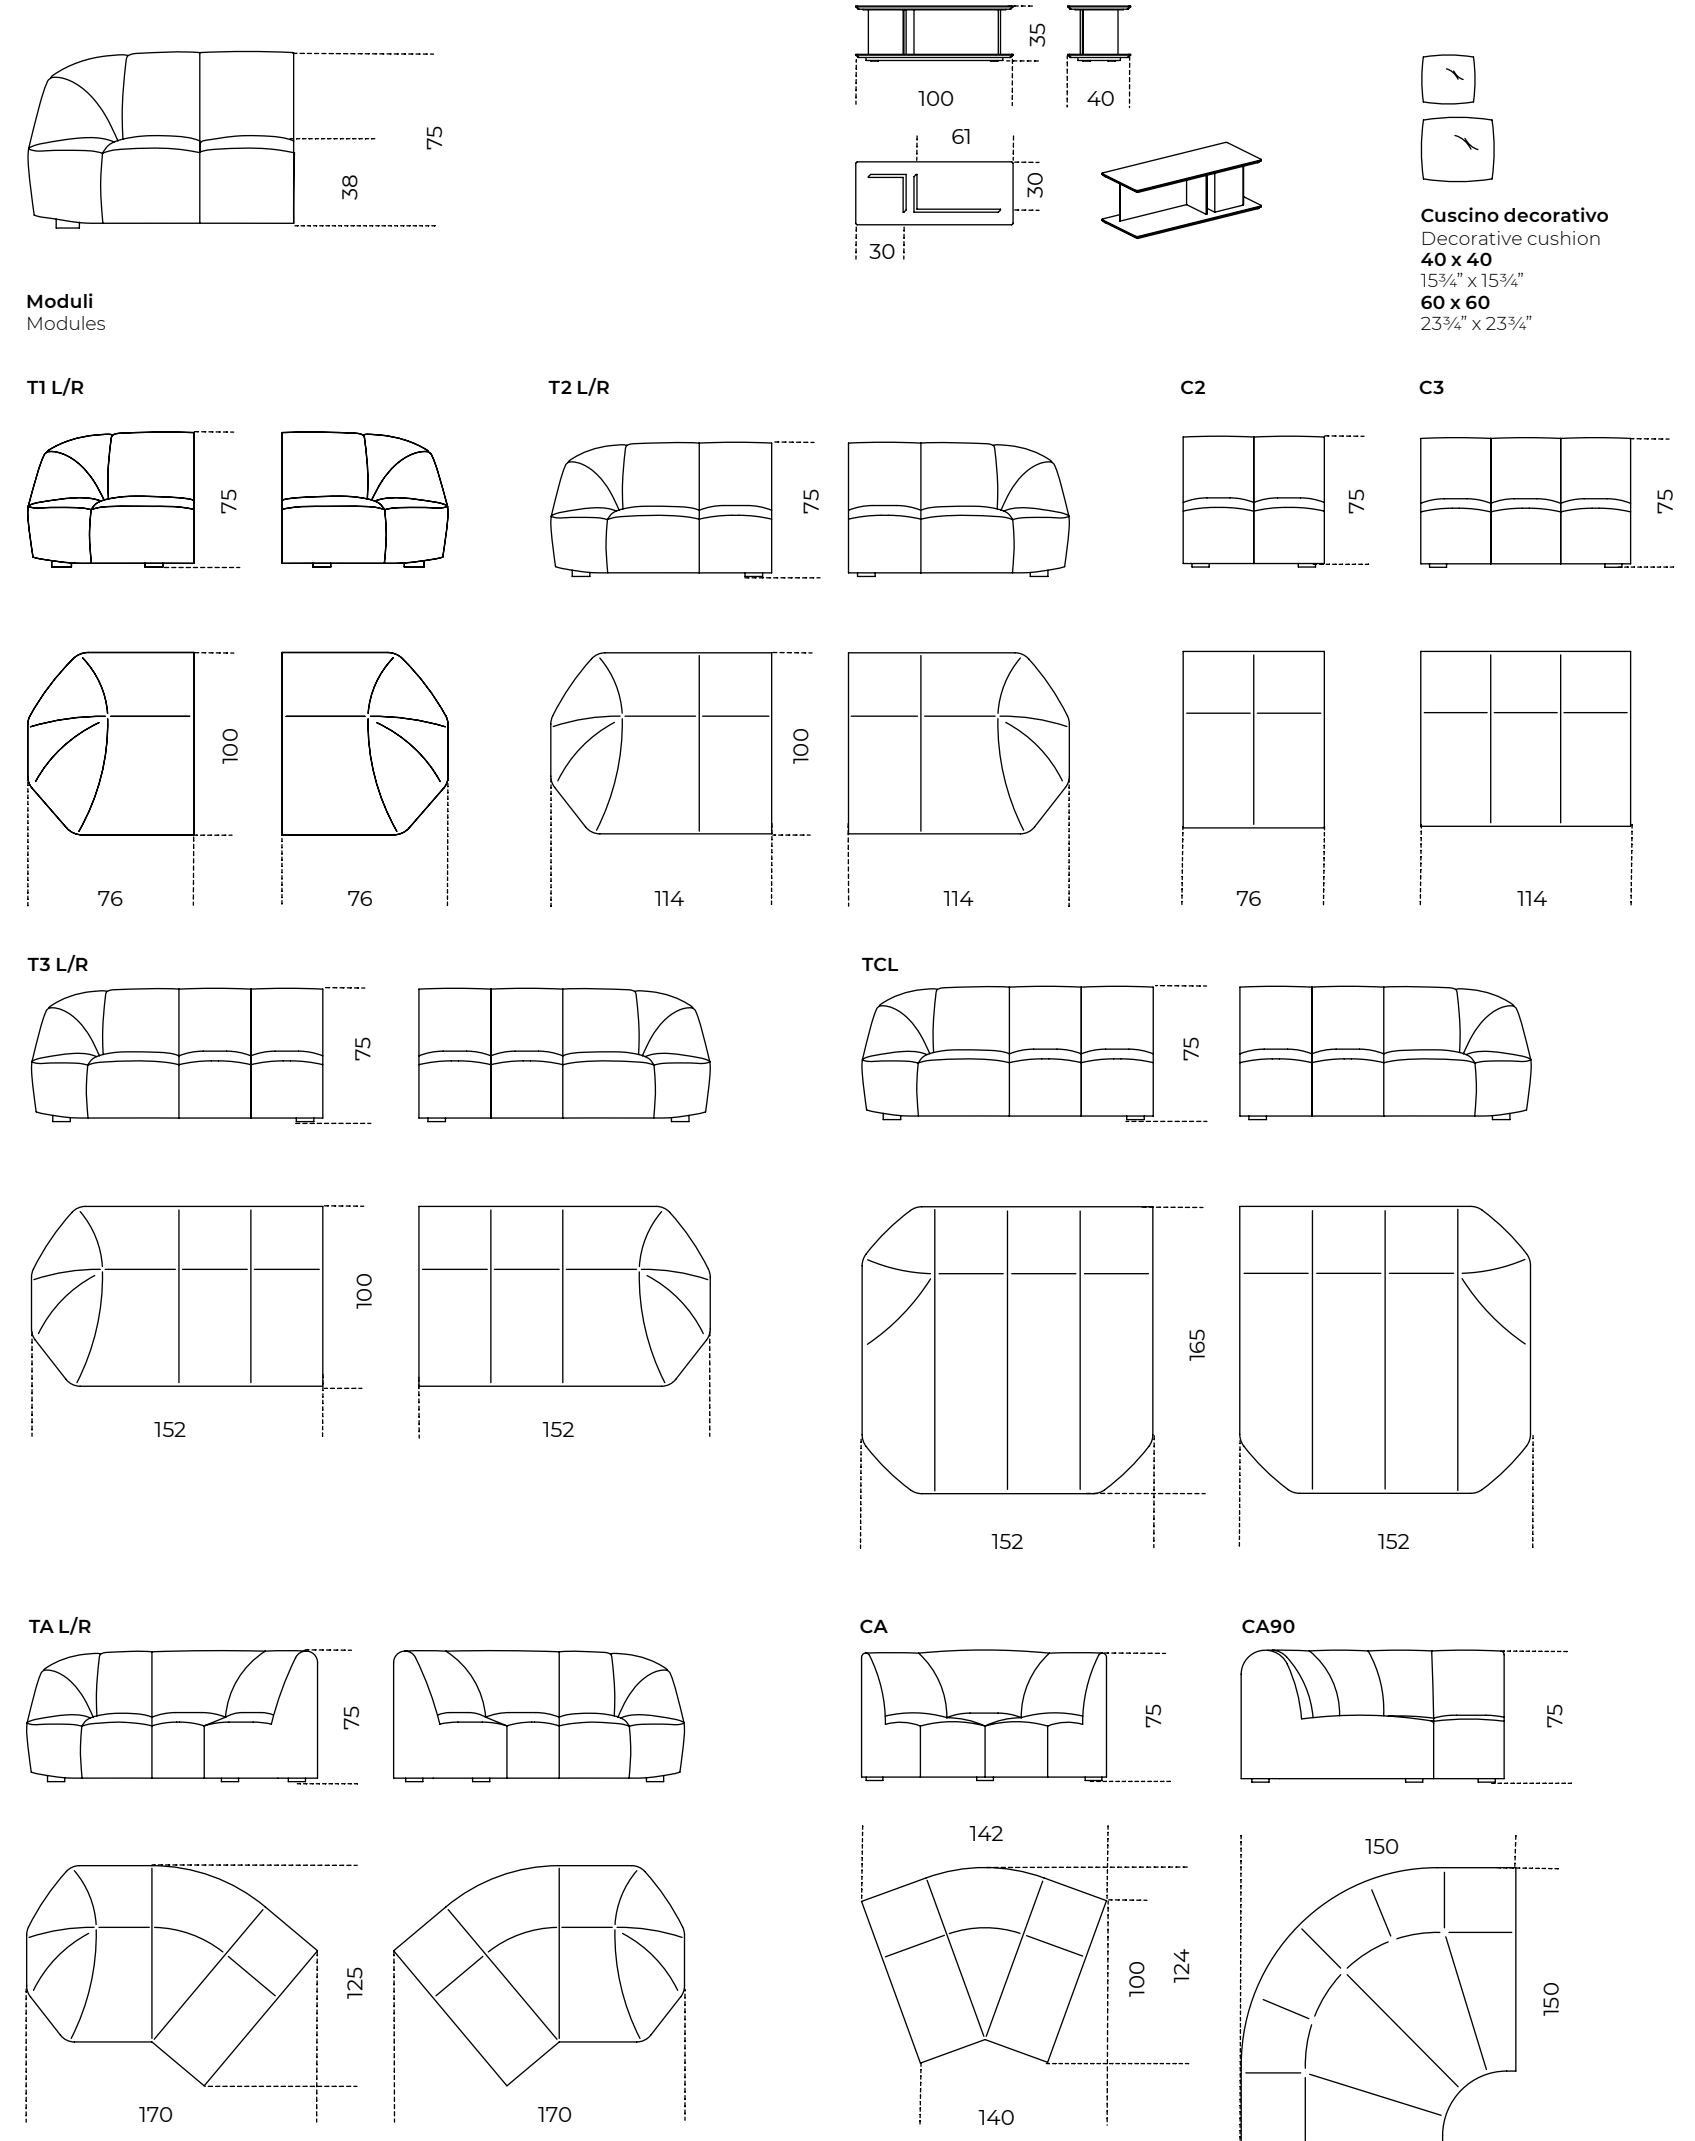 75
38
35
100
40
61
30
30
Cuscino decorativo
Decorative cushion
40 x 40
15¾” x 15¾”
60 x 60
23¾” x 23¾”
Moduli
Modules
T1 L/R
75
100
76
76
T2 L/R
75
100
114
114
C2
75
76
C3
75
114
T3 L/R
75
100
152
152
TCL
75
165
152
152
TA L/R
75
125
170
170
CA
75
142
100
124
140
CA90
75
150
150